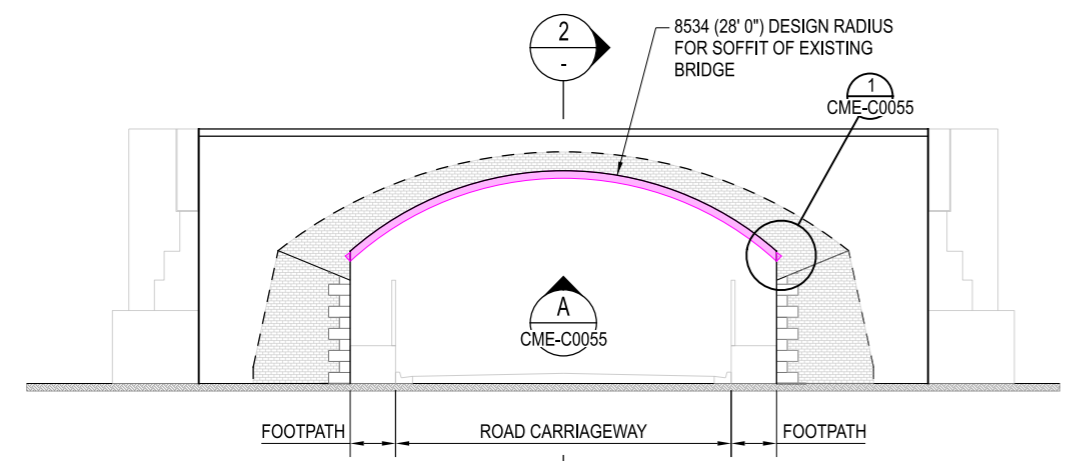 2
-
8534 (28' 0") DESIGN RADIUS
FOR SOFFIT OF EXISTING
BRIDGE
1
CME-C0055
A
CME-C0055
FOOTPATH
ROAD CARRIAGEWAY
FOOTPATH